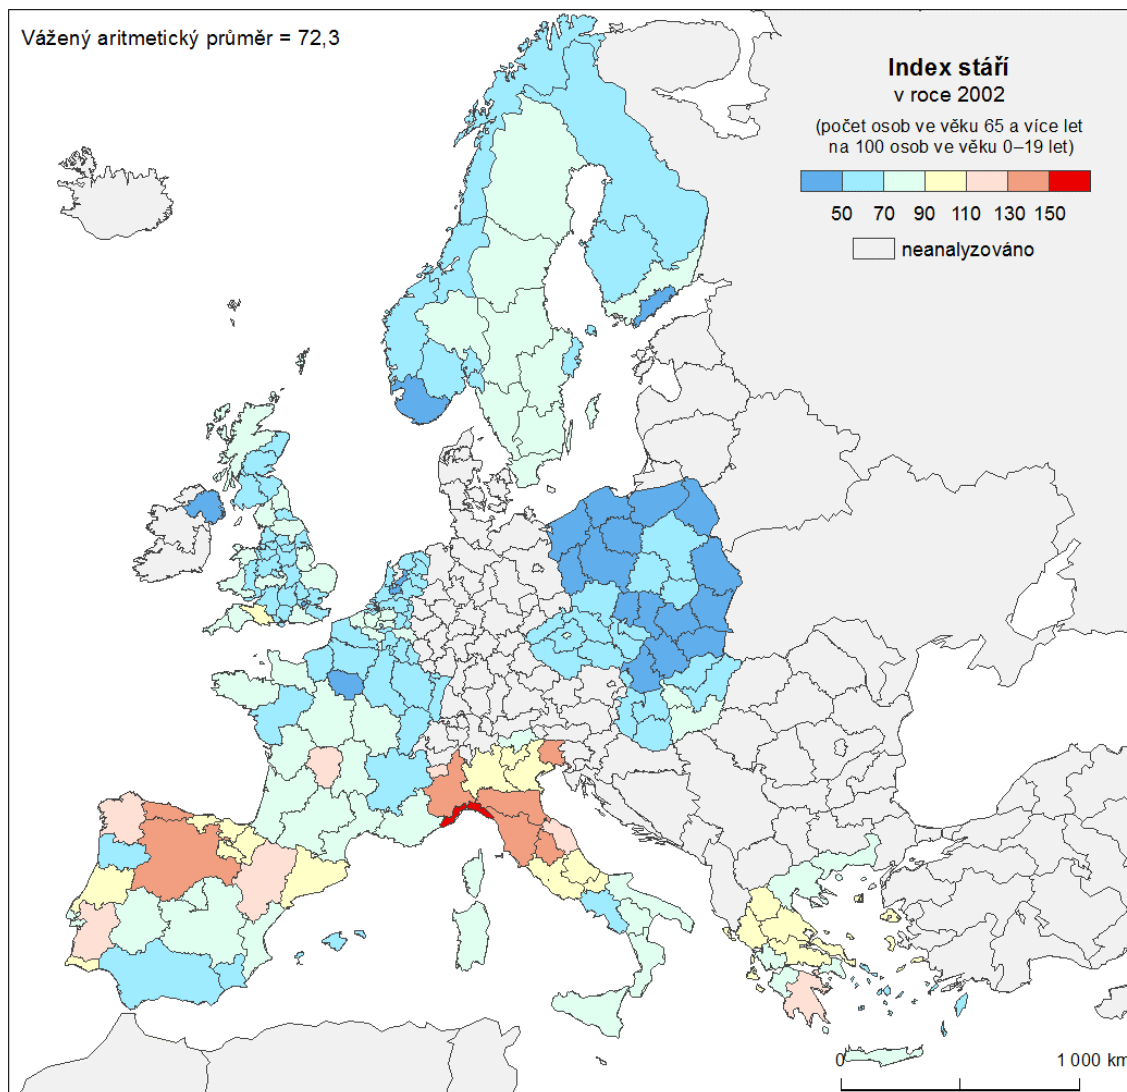 Vážený aritmetický průměr = 72,3
Index stáří
v roce 2002
(počet osob ve věku 65 a více let
na 100 osob ve věku 0–19 let)
50 70 90 110 130 150
neanalyzováno
0 1 000 km